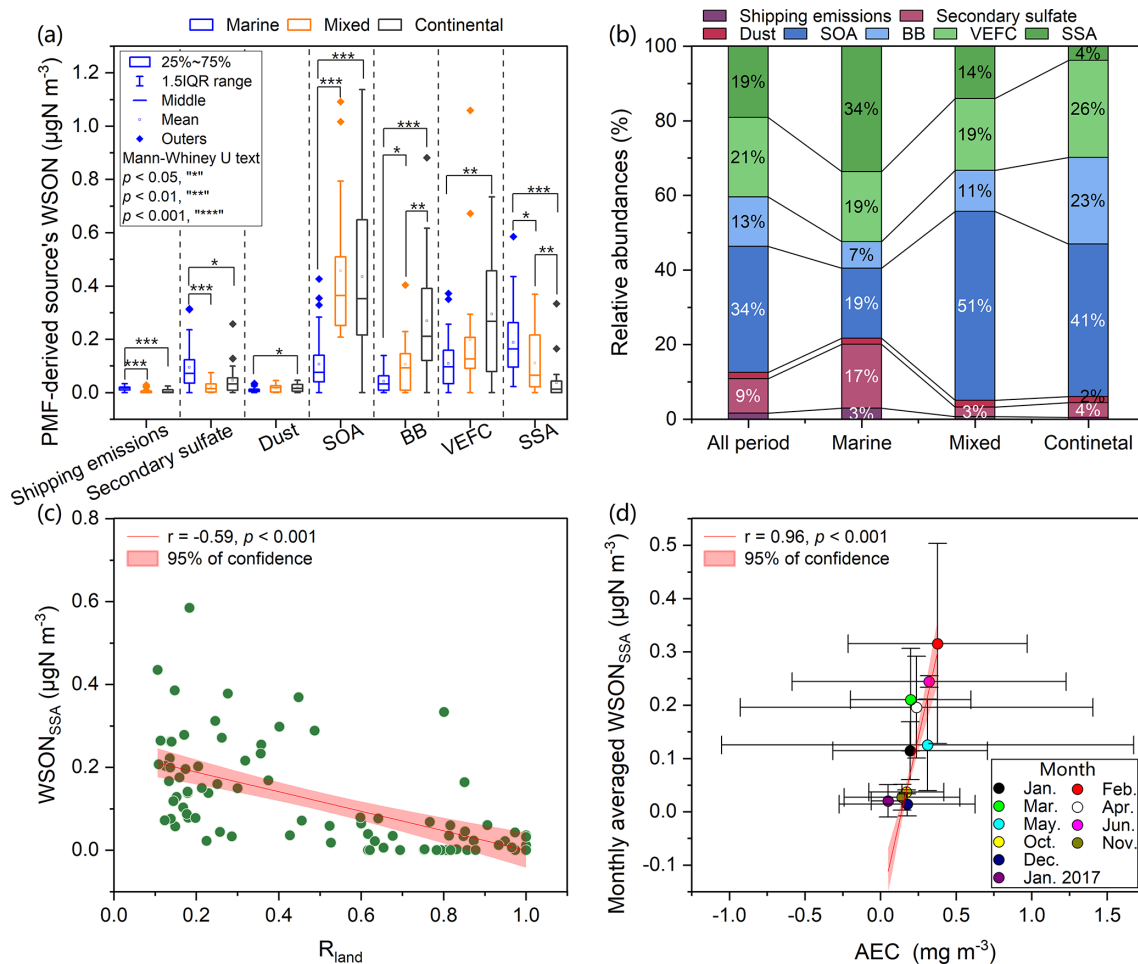 (a)
Marine Mixed Continental
25%~75%
1.5IQR range
Middle
Mean
Outers
Mann-Whiney U text
p < 0.05, "*"
p < 0.01, "**"
p < 0.001, "***"
PMF-derived source's WSON (µgN m-3)
1.2
1.0
0.8
0.6
0.4
0.2
0.0
***
***
***
*
*
***
***
***
*
**
**
***
*
**
Shipping emissions
Secondary sulfate
Dust
SOA
BB
VEFC
SSA
(b)
Shipping emissions Secondary sulfate
Dust SOA BB VEFC SSA
Relative abundances (%)
100
80
60
40
20
0
19%
21%
13%
34%
9%
34%
19%
7%
19%
17%
3%
14%
19%
11%
51%
3%
4%
26%
23%
41%
2%
4%
All period Marine Mixed Continetal
(c)
r = -0.59, p < 0.001
95% of confidence
WSONSSA (µgN m-3)
0.8
0.6
0.4
0.2
0.0
0.0 0.2 0.4 0.6 0.8 1.0
Rland
(d)
r = 0.96, p < 0.001
95% of confidence
Monthly averaged WSONSSA (µgN m-3)
0.5
0.4
0.3
0.2
0.1
0.0
-0.1
Month
Jan. Feb.
Mar. Apr.
May. Jun.
Oct. Nov.
Dec.
Jan. 2017
-1.0 -0.5 0.0 0.5 1.0 1.5
AEC (mg m-3)